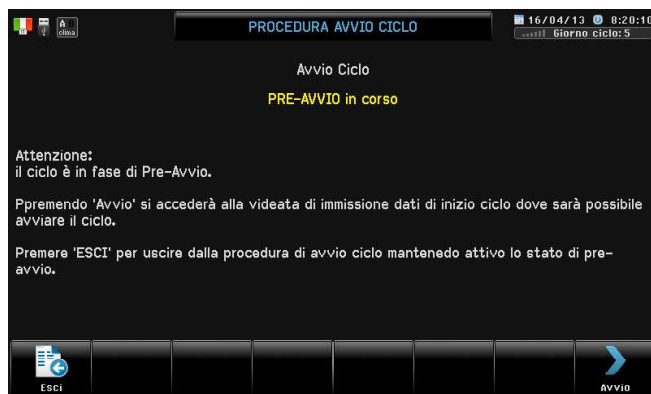 A
clima
PROCEDURA AVVIO CICLO
16/04/13 8:20:10
Giorno ciclo: 5
Avvio Ciclo
PRE-AVVIO in corso
Attenzione:
il ciclo è in fase di Pre-Avvio.
Ppremendo 'Avvio' si accederà alla videata di immissione dati di inizio ciclo dove sarà possibile
avviare il ciclo.
Premere 'ESCI' per uscire dalla procedura di avvio ciclo mantenedo attivo lo stato di pre-
avvio.
Esci
Avvio